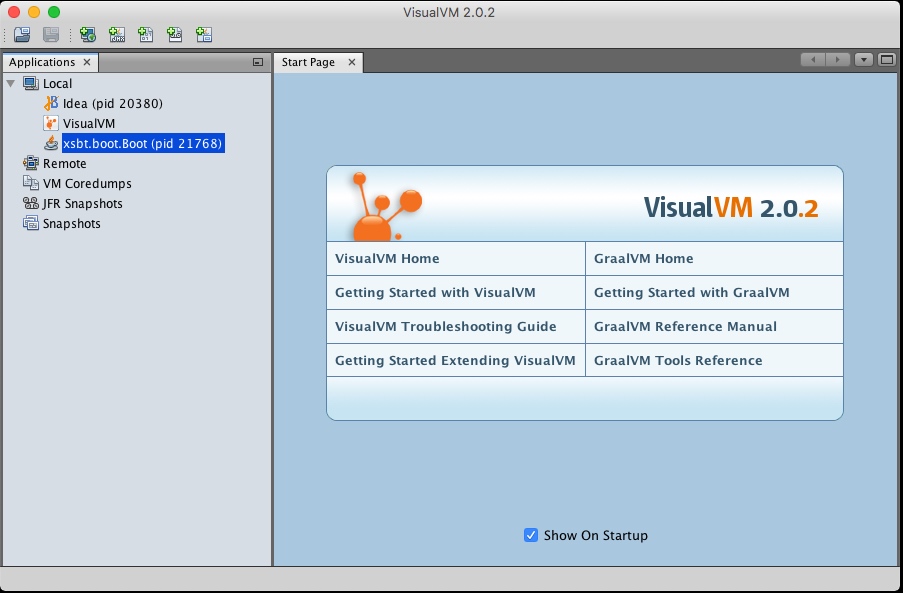 VisualVM 2.0.2
Applications
Start Page
Local
Idea (pid 20380)
VisualVM
xsbt.boot.Boot (pid 21768)
Remote
VM Coredumps
JFR Snapshots
Snapshots
VisualVM 2.0.2
VisualVM Home
GraalVM Home
Getting Started with VisualVM
Getting Started with GraalVM
VisualVM Troubleshooting Guide
GraalVM Reference Manual
Getting Started Extending VisualVM
GraalVM Tools Reference
Show On Startup